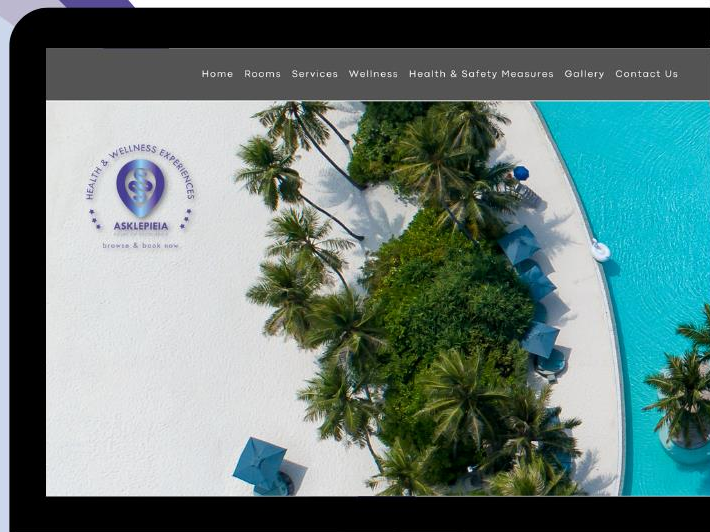 Home Rooms Services Wellness Health & Safety Measures Gallery Contact Us
HEALTH & WELLNESS EXPERIENCES
ASKLEPIEIA
browse & book now